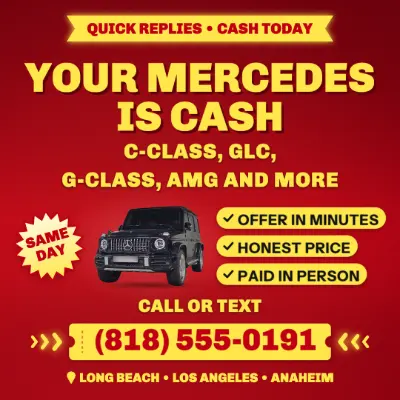 QUICK REPLIES • CASH TODAY
YOUR MERCEDES
IS CASH
C-CLASS, GLC,
G-CLASS, AMG AND MORE
SAME
DAY
✓ OFFER IN MINUTES
✓ HONEST PRICE
✓ PAID IN PERSON
CALL OR TEXT
(818) 555-0191
LONG BEACH • LOS ANGELES • ANAHEIM